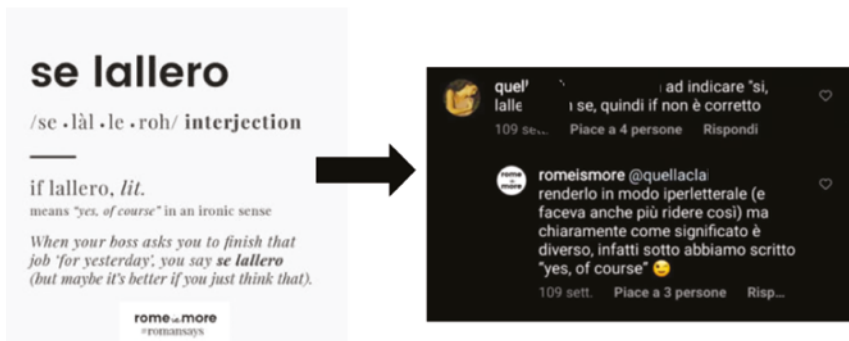 se lallero
/se • làl • le • roh/ interjection
if lallero, lit.
means "yes, of course" in an ironic sense
When your boss asks you to finish that
job 'for yesterday', you say se lallero
(but maybe it's better if you just think that).
rome is more
#romansays
quel' ad indicare "sì,
lalle se, quindi if non è corretto
109 se... Piace a 4 persone Rispondi
rome is more
romeismore @quellacla
renderlo in modo iperletterale (e
faceva anche più ridere così) ma
chiaramente come significato è
diverso, infatti sotto abbiamo scritto
"yes, of course" 😉
109 sett. Piace a 3 persone Risp...